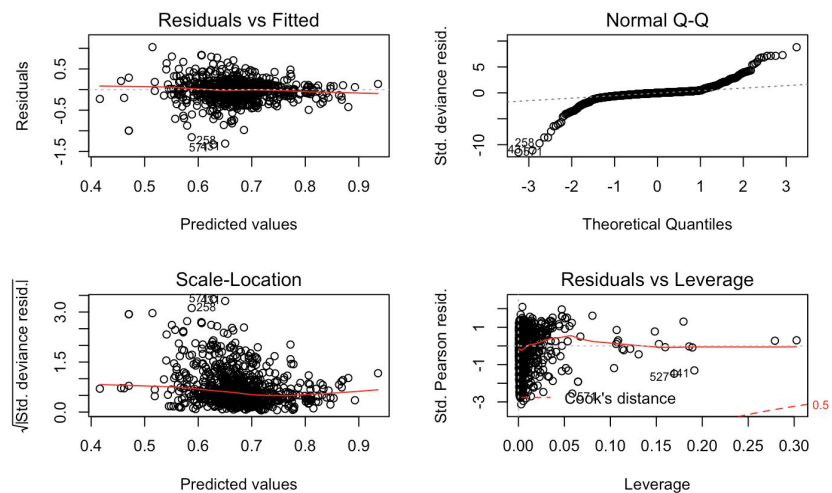 Residuals vs Fitted
Residuals
-1.5 -0.5 0.5
258
431
0.4 0.5 0.6 0.7 0.8 0.9
Predicted values
Normal Q-Q
Std. deviance resid.
-10 0 5
258
-3 -2 -1 0 1 2 3
Theoretical Quantiles
Scale-Location
√|Std. deviance resid.|
0.0 1.5 3.0
258
0.4 0.5 0.6 0.7 0.8 0.9
Predicted values
Residuals vs Leverage
Std. Pearson resid.
-3 -1 1
527
441
Cook's distance
0.5
0.00 0.05 0.10 0.15 0.20 0.25 0.30
Leverage